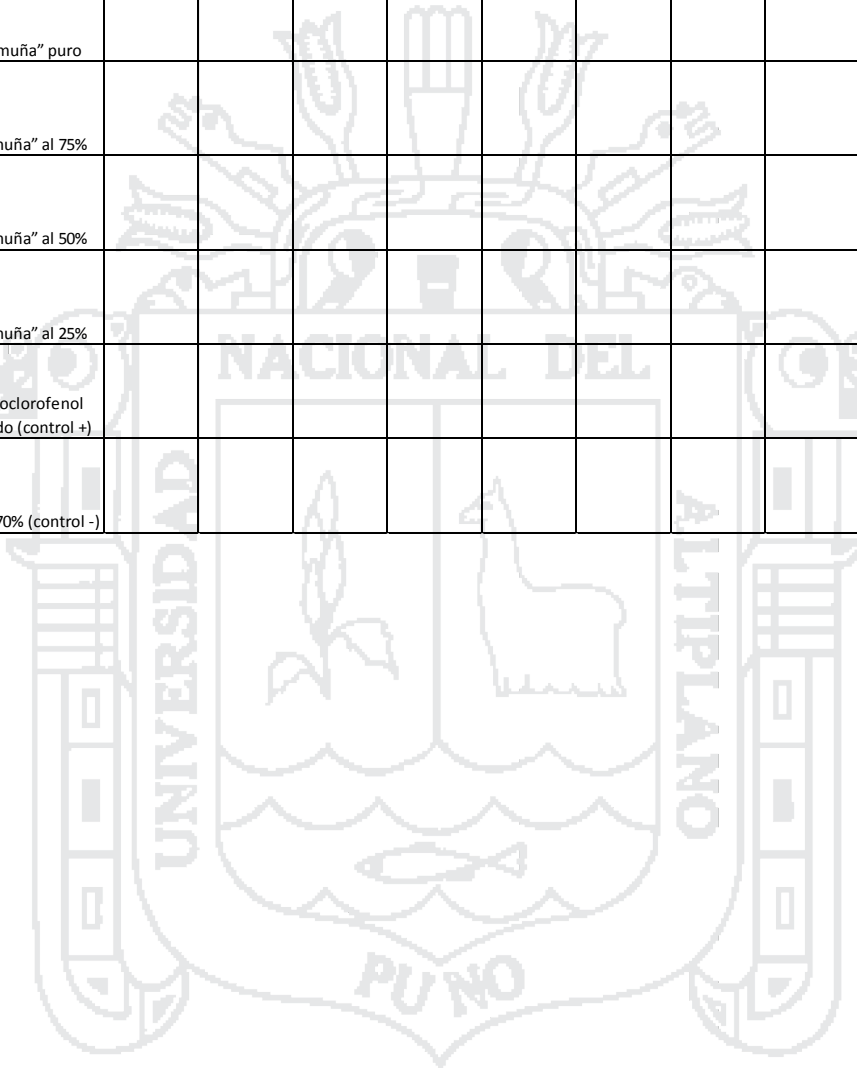 muña” puro
muña” al 75%
muña” al 50%
muña” al 25%
oclorofenol
do (control +)
70% (control -)
NACIONAL DEL
UNIVERSIDAD
ALTIPLANO
PUNO